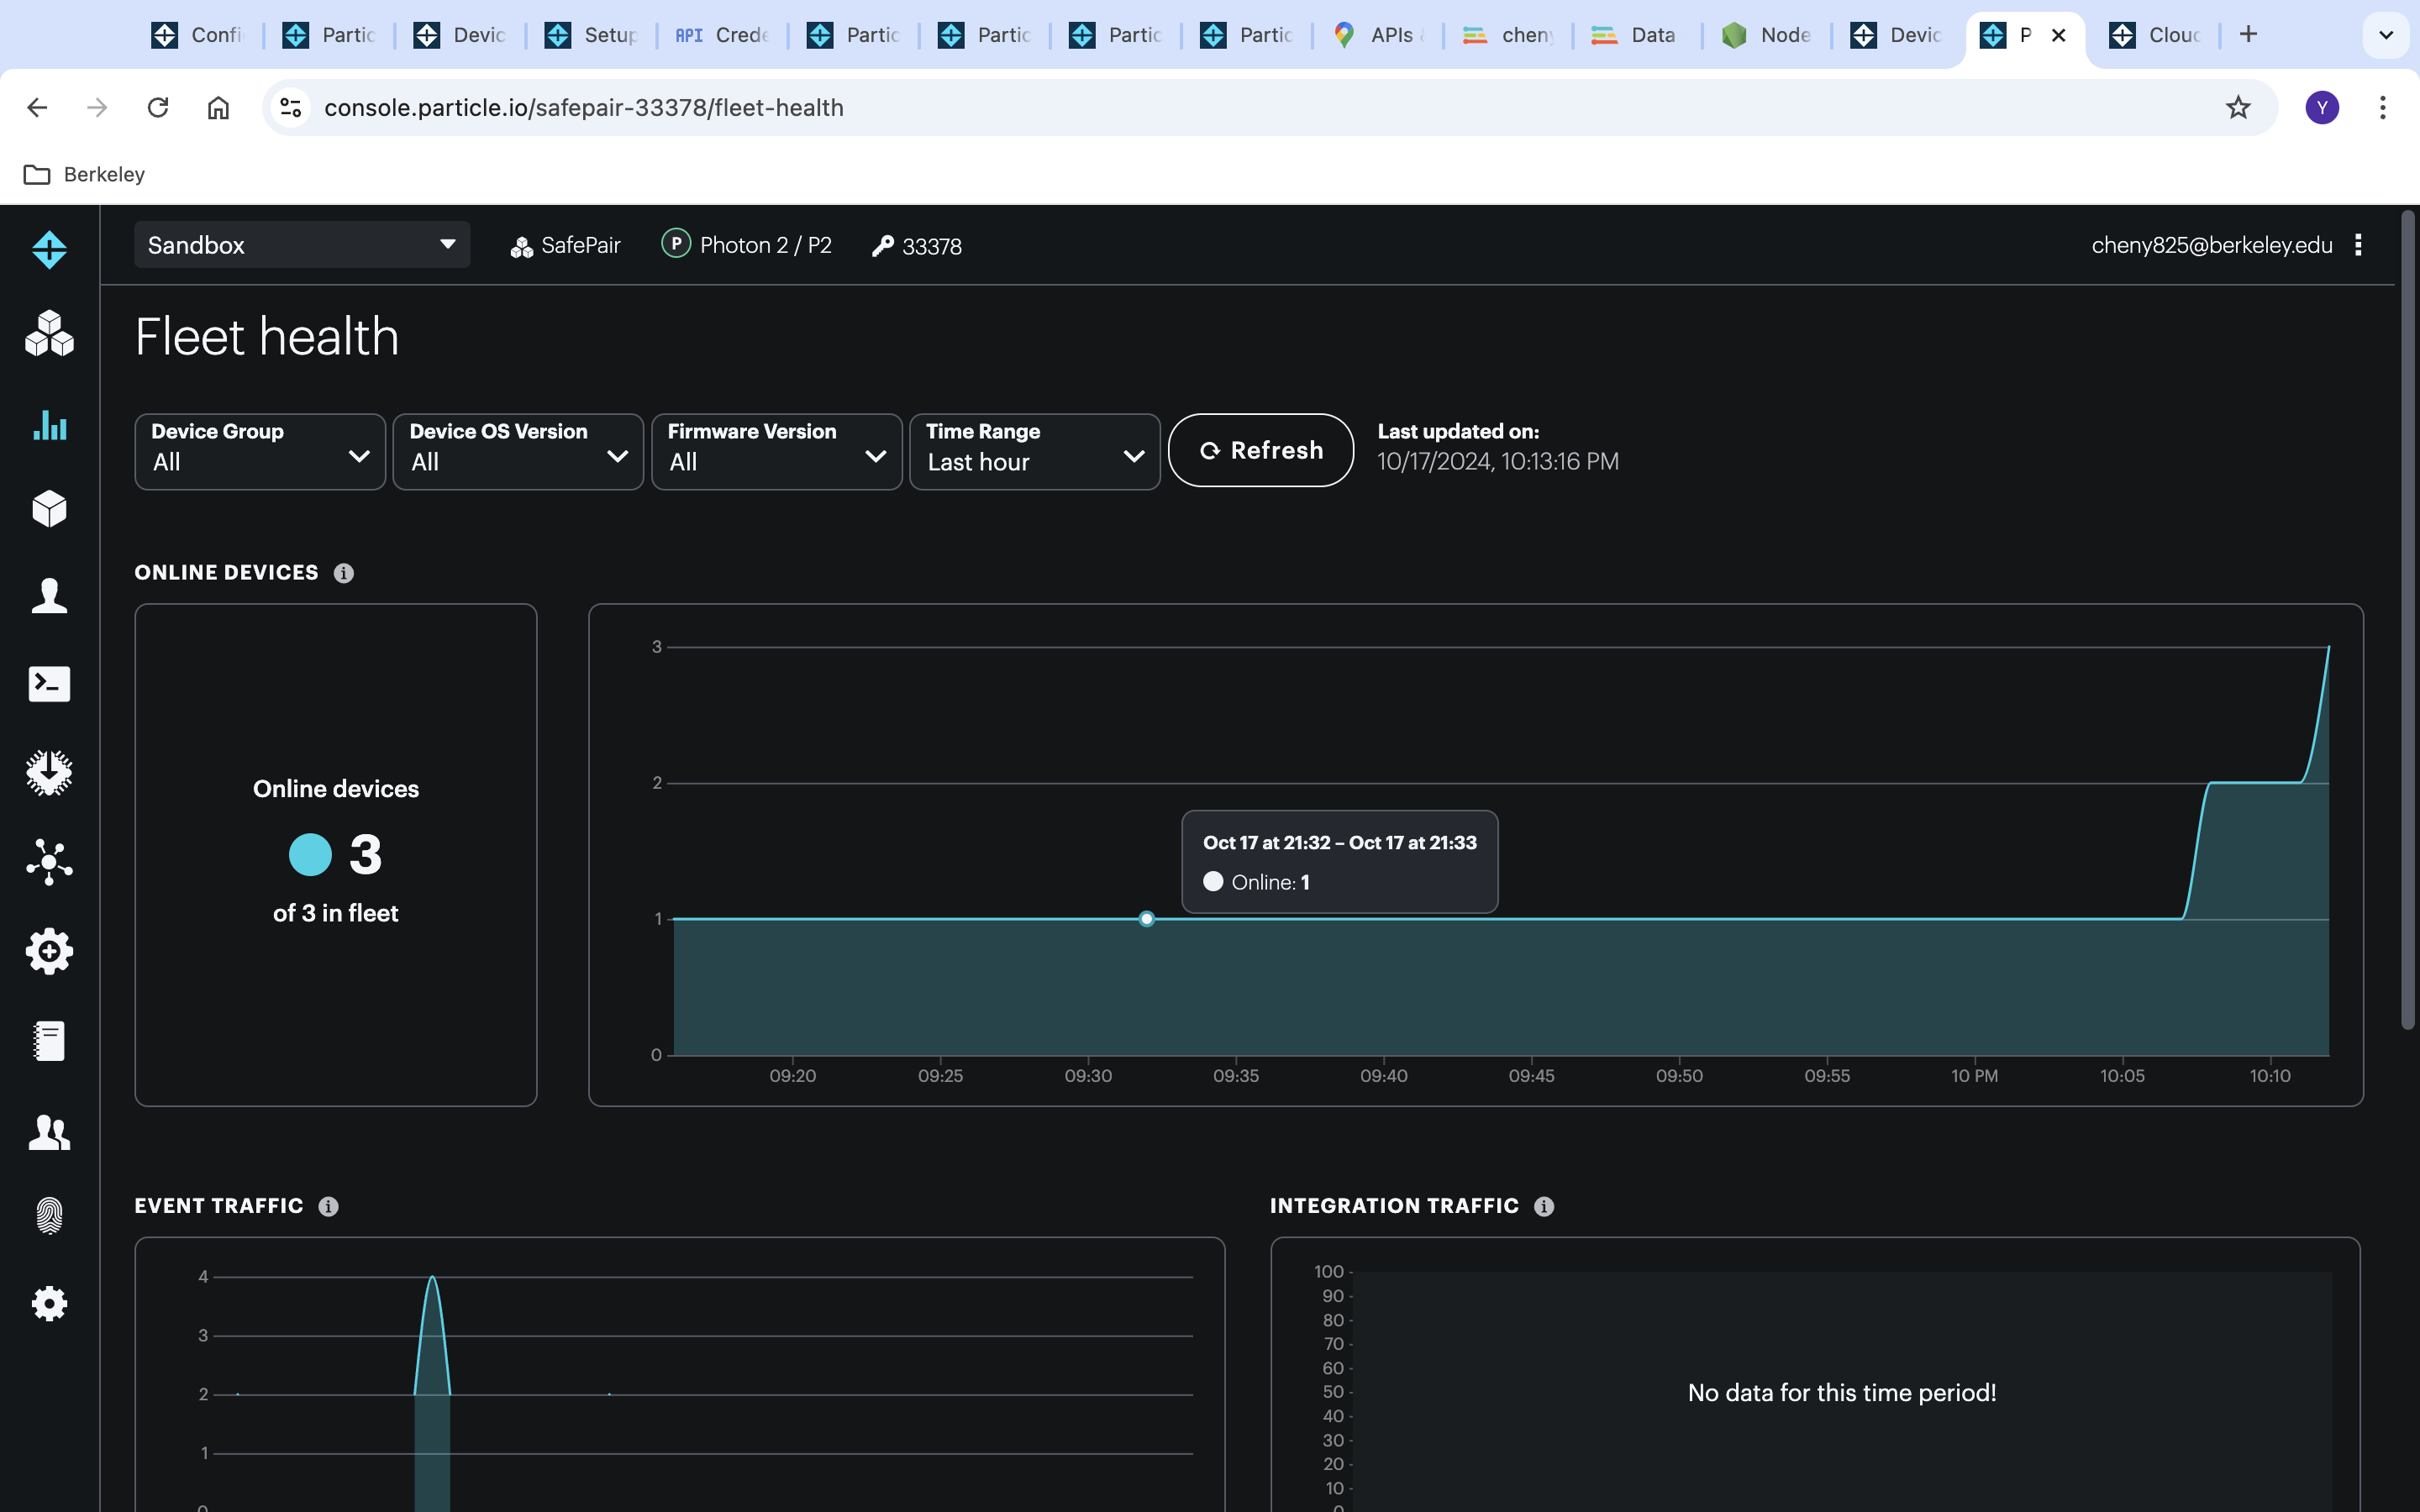 Confi
Partic
Devic
Setup
API Crede
Partic
Partic
Partic
Partic
APIs &
cheny
Data
Node
Devic
P
Cloud
console.particle.io/safepair-33378/fleet-health
Y
Berkeley
Sandbox
SafePair
P Photon 2 / P2
33378
cheny825@berkeley.edu
Fleet health
Device Group
All
Device OS Version
All
Firmware Version
All
Time Range
Last hour
Refresh
Last updated on:
10/17/2024, 10:13:16 PM
ONLINE DEVICES
Online devices
3
of 3 in fleet
3
2
1
0
Oct 17 at 21:32 – Oct 17 at 21:33
Online: 1
09:20
09:25
09:30
09:35
09:40
09:45
09:50
09:55
10 PM
10:05
10:10
EVENT TRAFFIC
4
3
2
1
0
INTEGRATION TRAFFIC
100
90
80
70
60
50
40
30
20
10
0
No data for this time period!